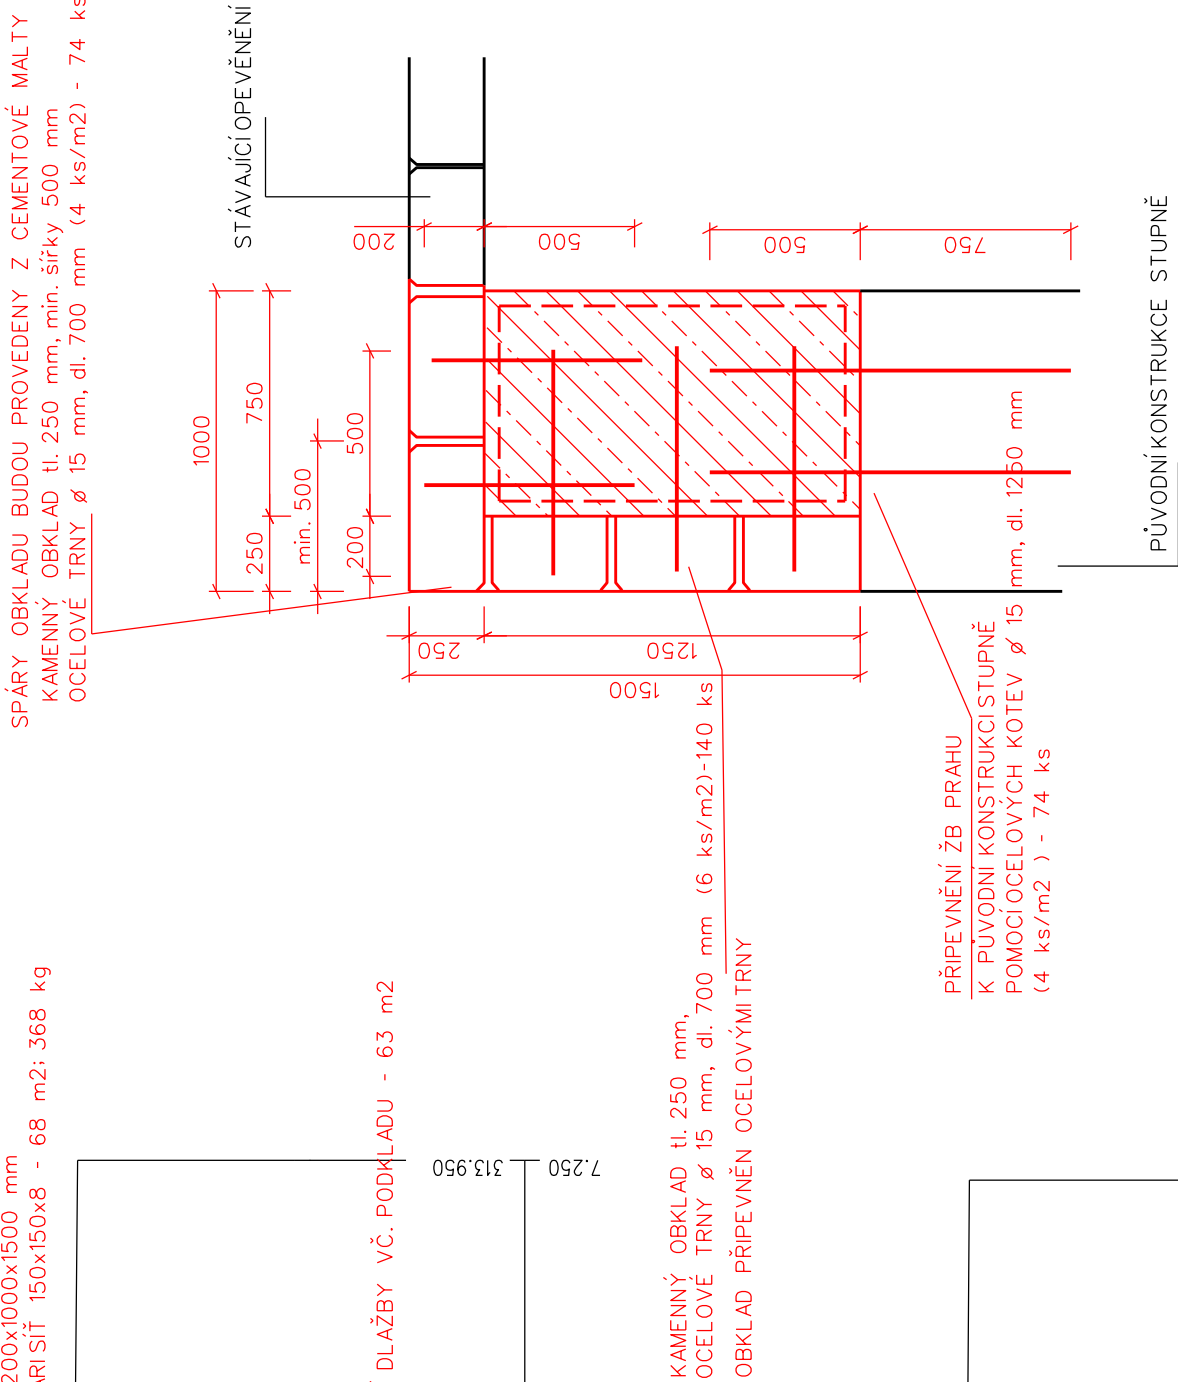 SPÁRY OBKLADU BUDOU PROVEDENY Z CEMENTOVÉ MALTY
KAMENNÝ OBKLAD tl. 250 mm, min. šířky 500 mm
OCELOVÉ TRNY ø 15 mm, dl. 700 mm (4 ks/m2) - 74 ks
STÁVAJÍCÍ OPEVĚNĚNÍ
200
500
500
750
1000
750
250
min. 500
500
200
250
1250
1500
PŮVODNÍ KONSTRUKCE STUPNĚ
PŘIPEVNĚNÍ ŽB PRAHU
K PŮVODNÍ KONSTRUKCI STUPNĚ
POMOCÍ OCELOVÝCH KOTEV ø 15 mm, dl. 1250 mm
(4 ks/m2 ) - 74 ks
200x1000x1500 mm
ARI SÍŤ 150x150x8 - 68 m2; 368 kg
DLAŽBY VČ. PODKLADU - 63 m2
313.950
7.250
KAMENNÝ OBKLAD tl. 250 mm,
OCELOVÉ TRNY ø 15 mm, dl. 700 mm (6 ks/m2)-140 ks
OBKLAD PŘIPEVNĚN OCELOVÝMI TRNY